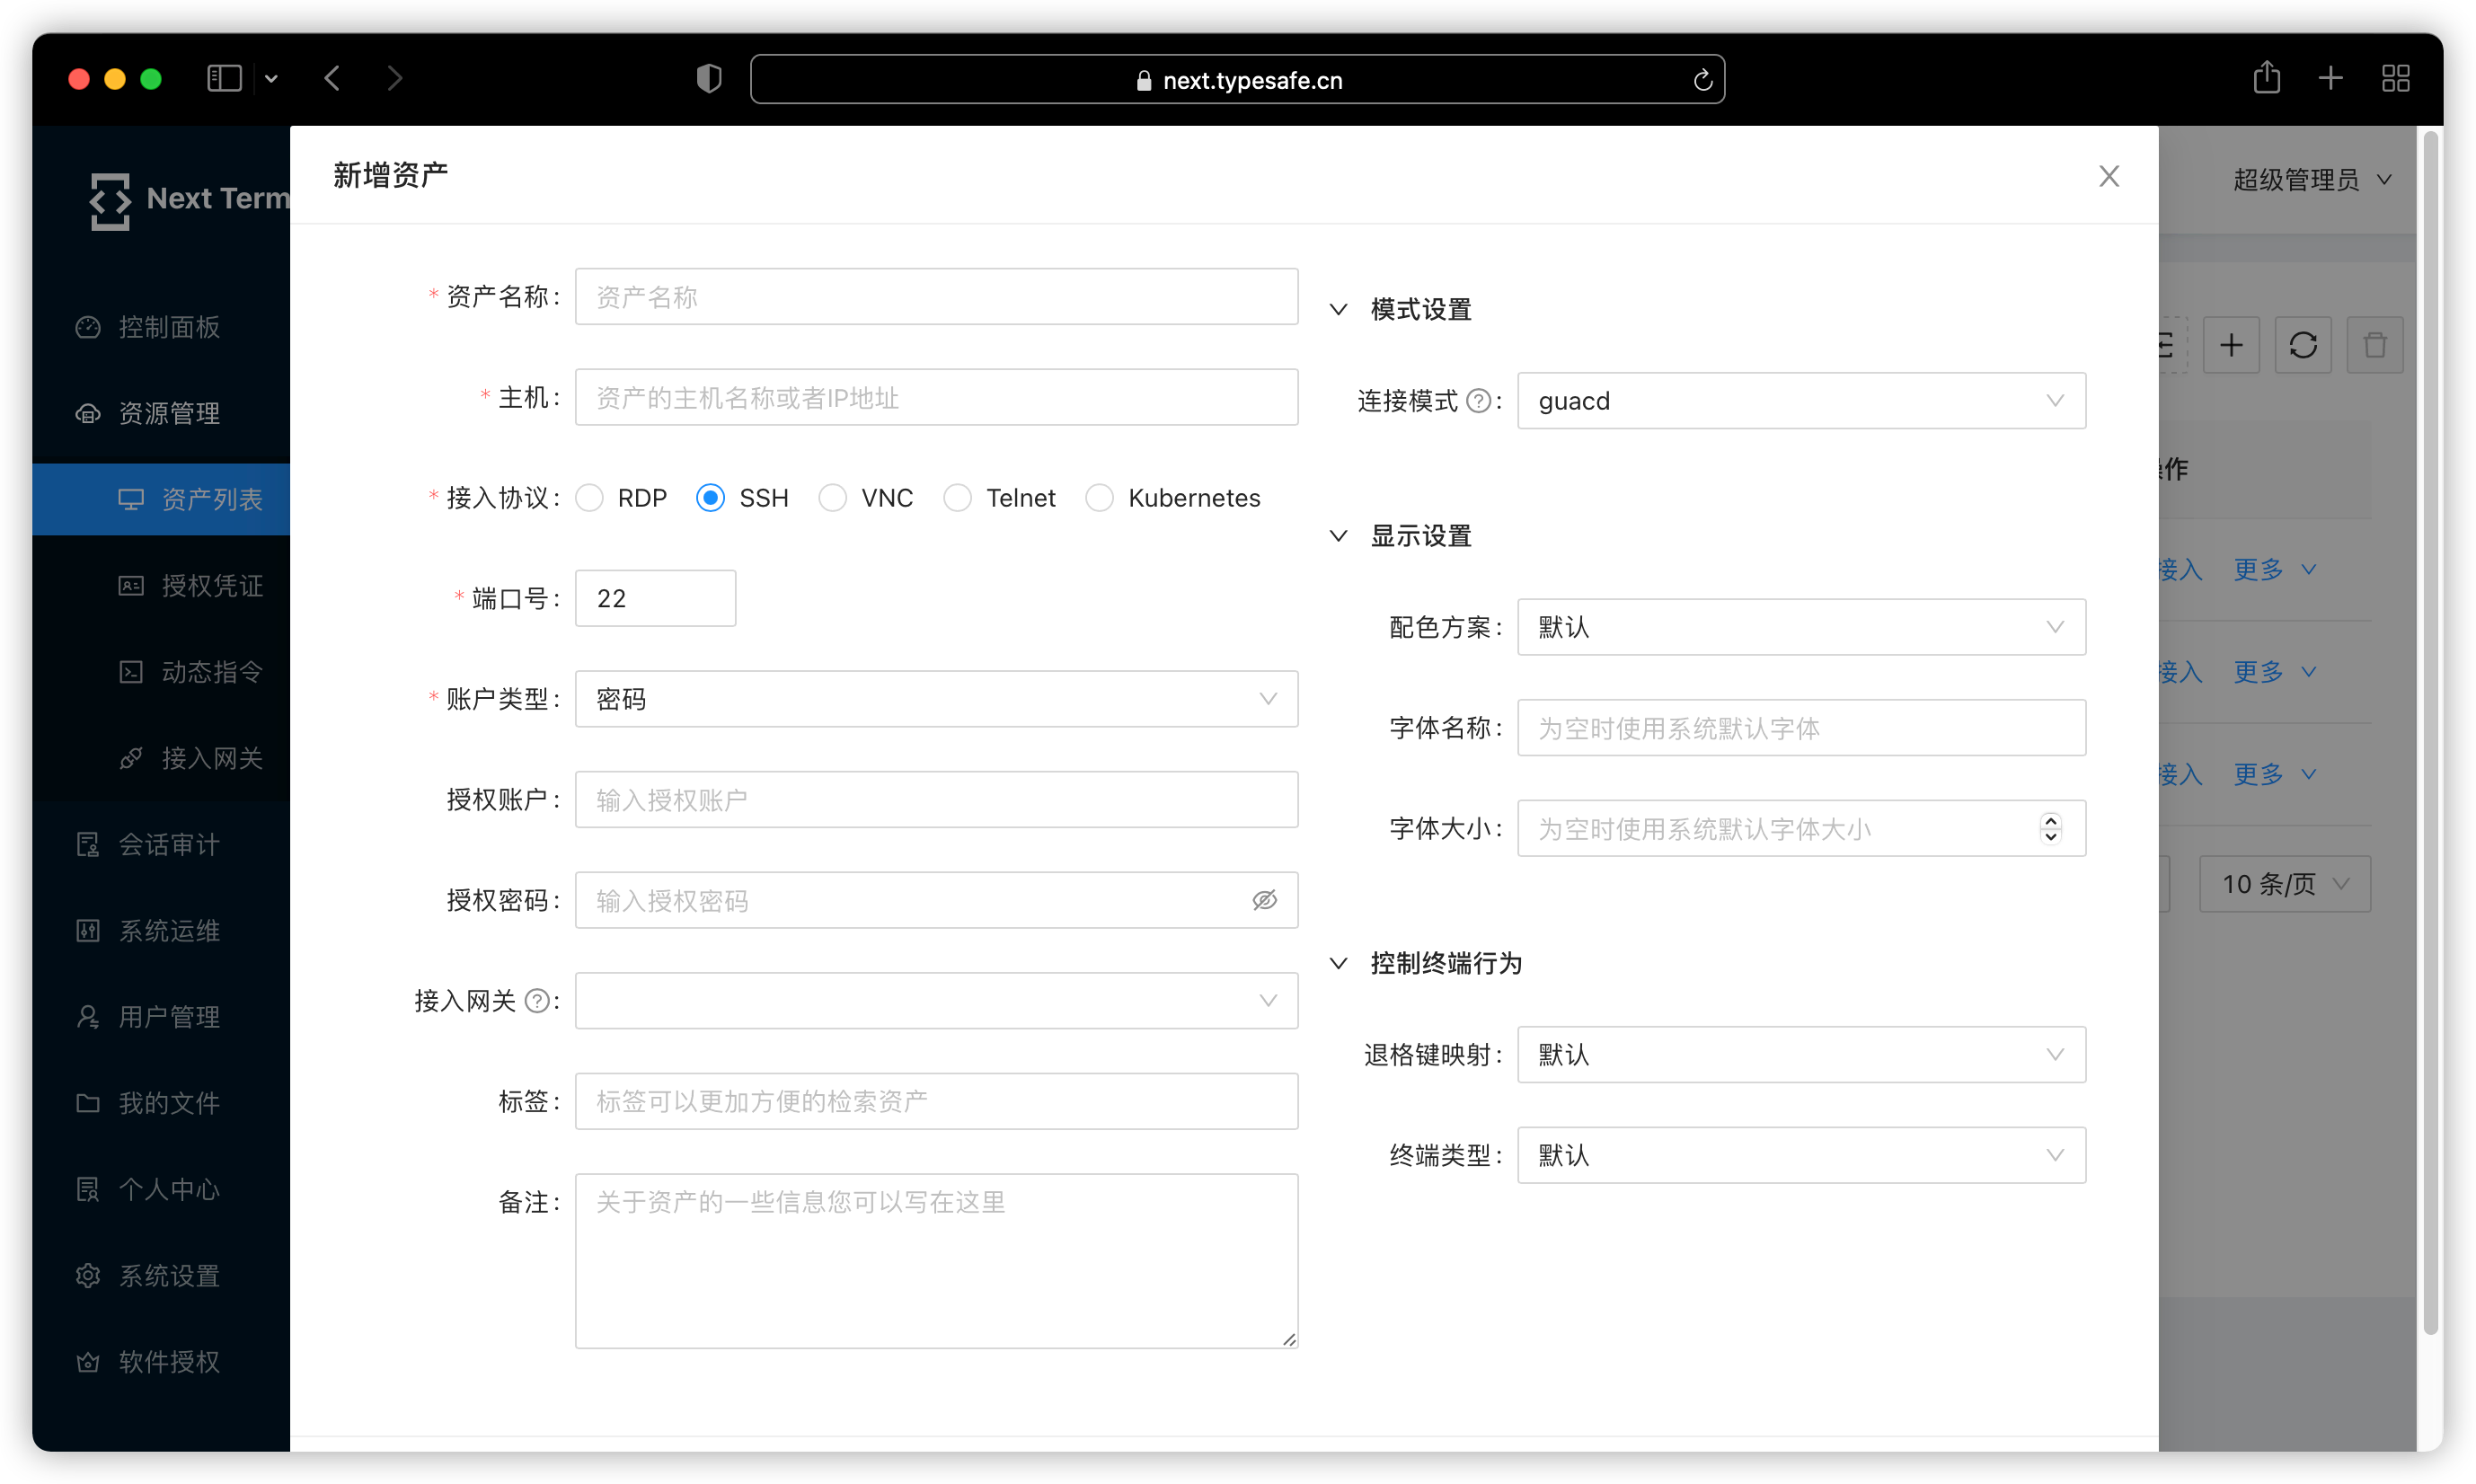 next.typesafe.cn
Next Term
控制面板
资源管理
资产列表
授权凭证
动态指令
接入网关
会话审计
系统运维
用户管理
我的文件
个人中心
系统设置
软件授权
新增资产
* 资产名称:
资产名称
* 主机:
资产的主机名称或者IP地址
* 接入协议:
RDP SSH VNC Telnet Kubernetes
* 端口号:
22
* 账户类型:
密码
授权账户:
输入授权账户
授权密码:
输入授权密码
接入网关 ?:
标签:
标签可以更加方便的检索资产
备注:
关于资产的一些信息您可以写在这里
模式设置
连接模式 ?:
guacd
显示设置
配色方案:
默认
字体名称:
为空时使用系统默认字体
字体大小:
为空时使用系统默认字体大小
控制终端行为
退格键映射:
默认
终端类型:
默认
超级管理员
作
接入 更多
接入 更多
接入 更多
10 条/页